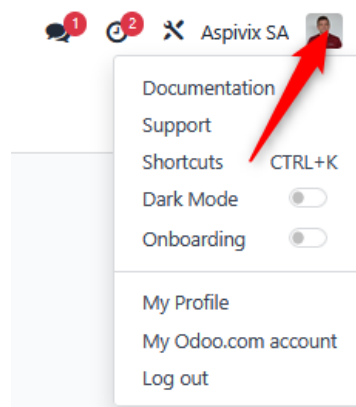 1 2 Aspivix SA
Documentation
Support
Shortcuts CTRL+K
Dark Mode
Onboarding
My Profile
My Odoo.com account
Log out